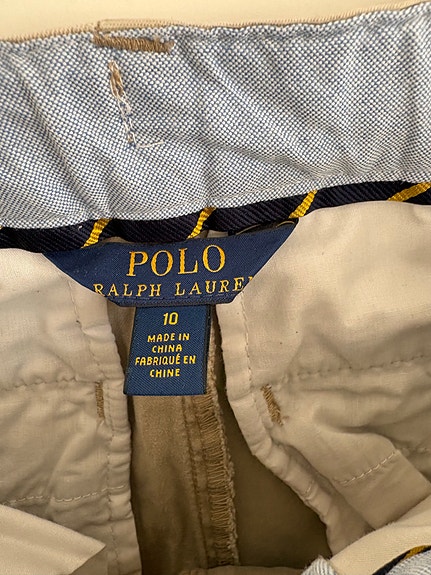 POLO
RALPH LAUREN
10
MADE IN
CHINA
FABRIQUÉ EN
CHINE